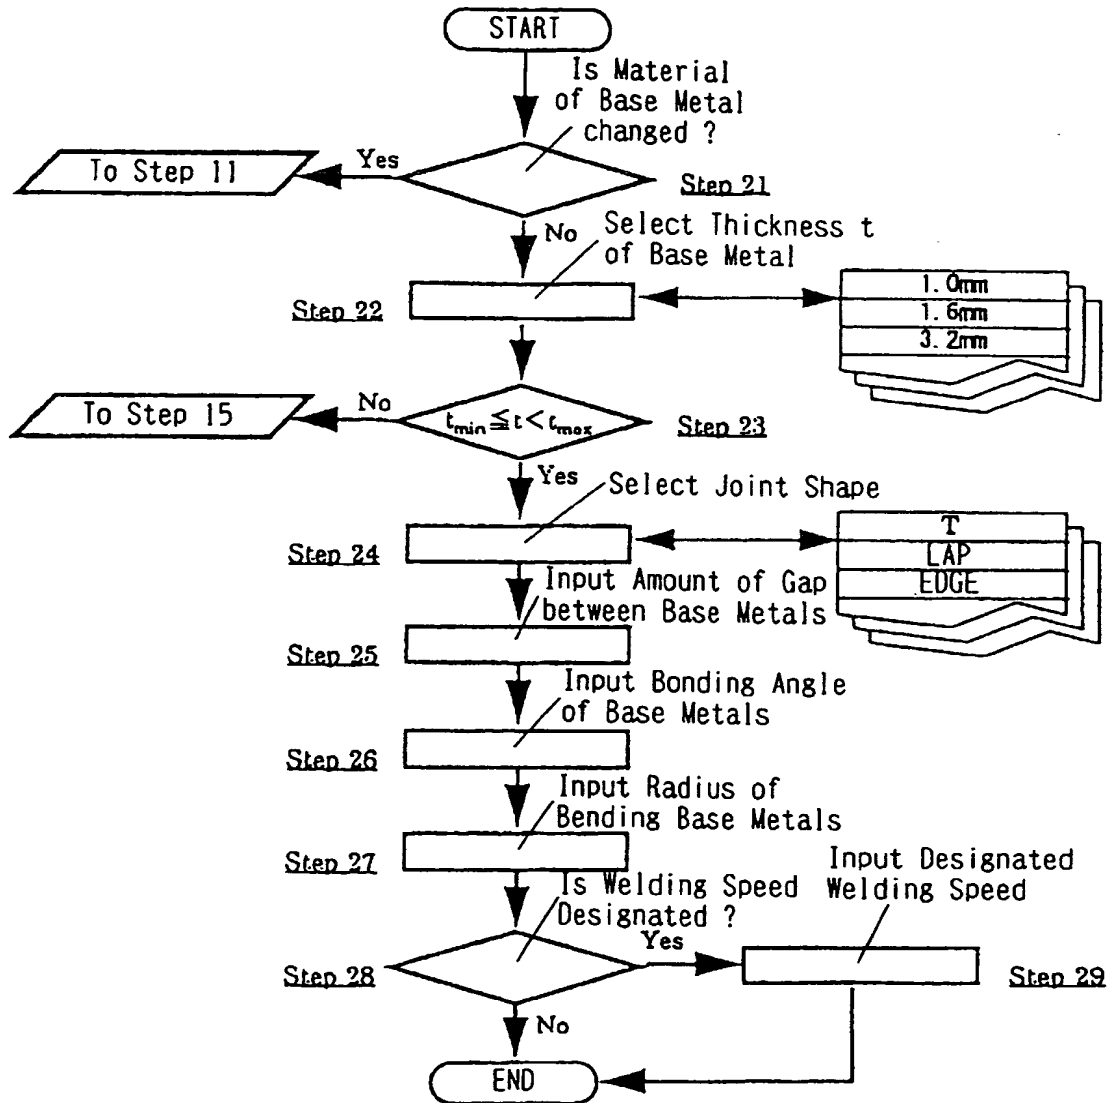 START
Is Material
of Base Metal
changed ?
Yes
To Step 11
Step 21
No
Select Thickness t
of Base Metal
Step 22
1.0mm
1.6mm
3.2mm
To Step 15
No
tmin≦t<tmax
Step 23
Yes
Select Joint Shape
Step 24
T
LAP
EDGE
Input Amount of Gap
between Base Metals
Step 25
Input Bonding Angle
of Base Metals
Step 26
Input Radius of
Bending Base Metals
Step 27
Is Welding Speed
Designated ?
Input Designated
Welding Speed
Yes
Step 28
Step 29
No
END